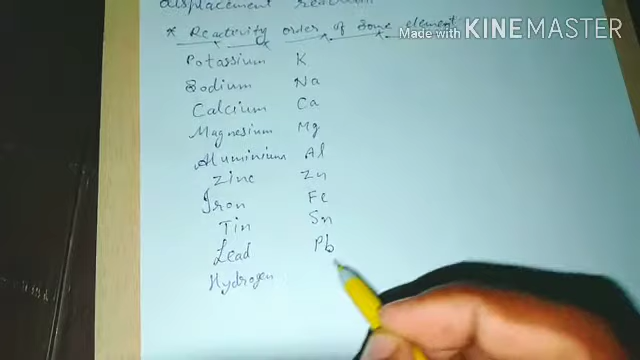 displacement reaction
* Reactivity order of some element
Made with KINEMASTER
Potassium K
Sodium Na
Calcium Ca
Magnesium Mg
Aluminium Al
Zinc Zn
Iron Fe
Tin Sn
Lead Pb
Hydrogen